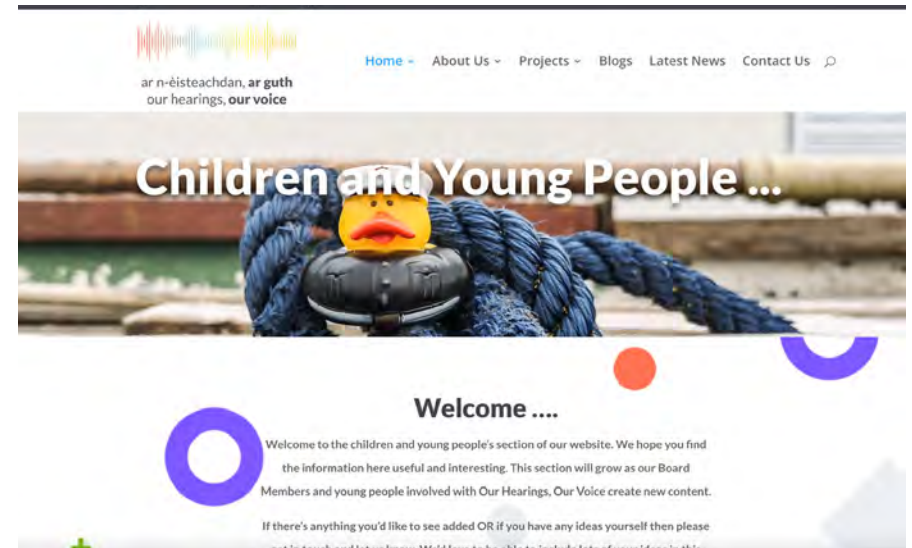 Home About Us Projects Blogs Latest News Contact Us
ar n-èisteachdan, ar guth
our hearings, our voice
Children and Young People ...
Welcome ....
Welcome to the children and young people's section of our website. We hope you find
the information here useful and interesting. This section will grow as our Board
Members and young people involved with Our Hearings, Our Voice create new content.
If there's anything you'd like to see added OR if you have any ideas yourself then please